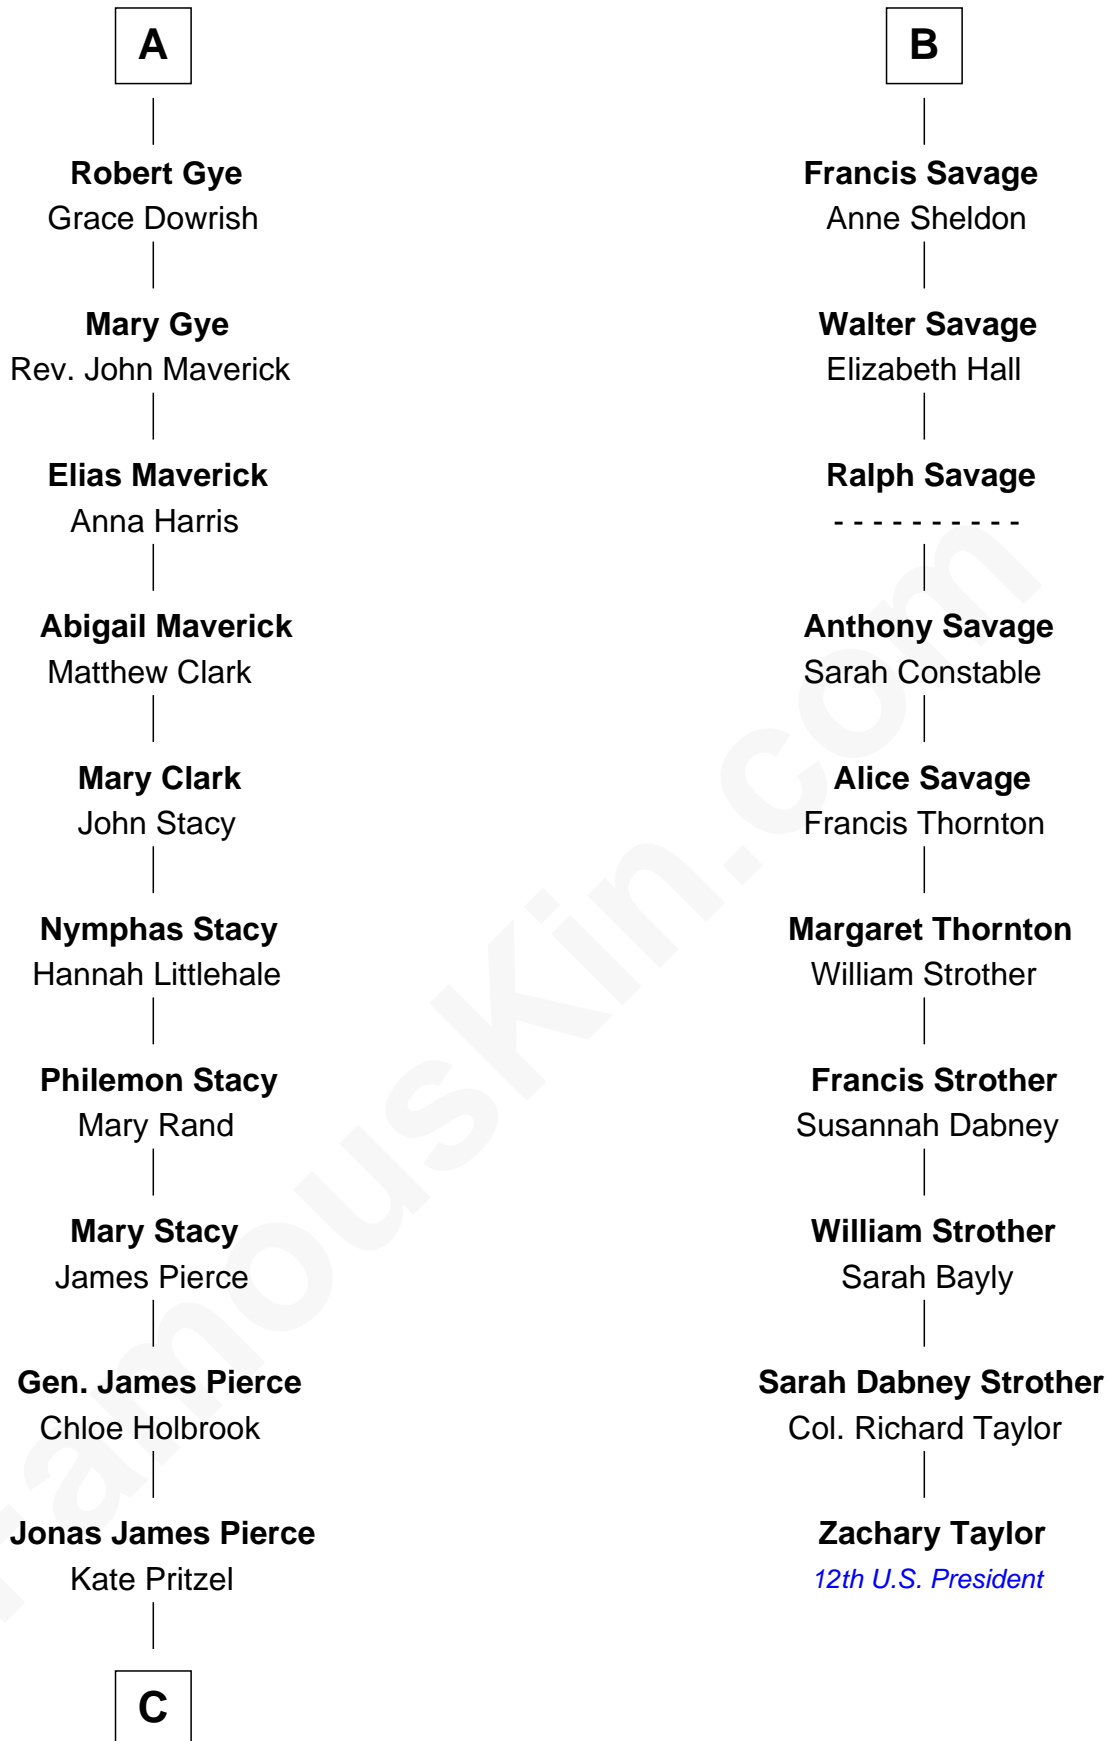 A
Robert Gye
Grace Dowrish
Mary Gye
Rev. John Maverick
Elias Maverick
Anna Harris
Abigail Maverick
Matthew Clark
Mary Clark
John Stacy
Nymphas Stacy
Hannah Littlehale
Philemon Stacy
Mary Rand
Mary Stacy
James Pierce
Gen. James Pierce
Chloe Holbrook
Jonas James Pierce
Kate Pritzel
C
B
Francis Savage
Anne Sheldon
Walter Savage
Elizabeth Hall
Ralph Savage
- - - - - - - - - -
Anthony Savage
Sarah Constable
Alice Savage
Francis Thornton
Margaret Thornton
William Strother
Francis Strother
Susannah Dabney
William Strother
Sarah Bayly
Sarah Dabney Strother
Col. Richard Taylor
Zachary Taylor
12th U.S. President
FamousKin.com